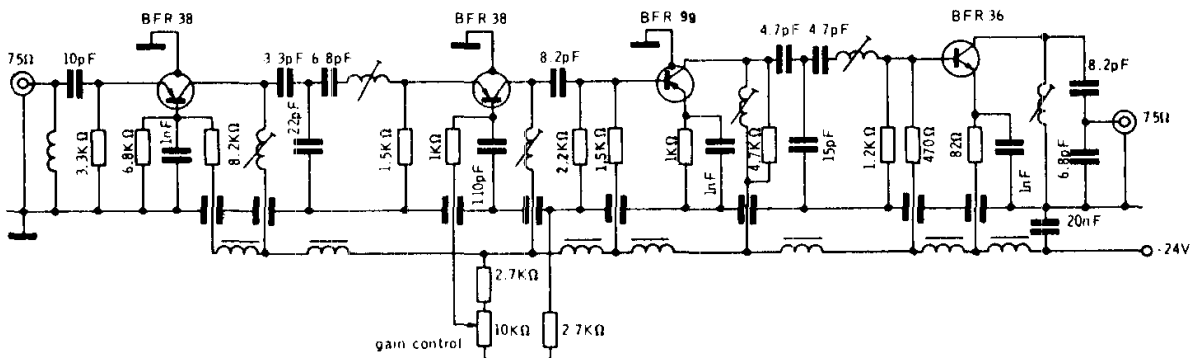 BFR 38
BFR 38
BFR 99
BFR 36
75Ω
10pF
3.3pF
6.8pF
8.2pF
4.7pF
4.7pF
8.2pF
75Ω
3.3KΩ
6.8KΩ
1nF
8.2KΩ
22pF
1.5KΩ
1KΩ
110pF
2.2KΩ
1.5KΩ
1KΩ
1nF
4.7KΩ
15pF
1.2KΩ
470Ω
82Ω
1nF
6.8pF
20nF
-24V
2.7KΩ
10KΩ
2.7KΩ
gain control